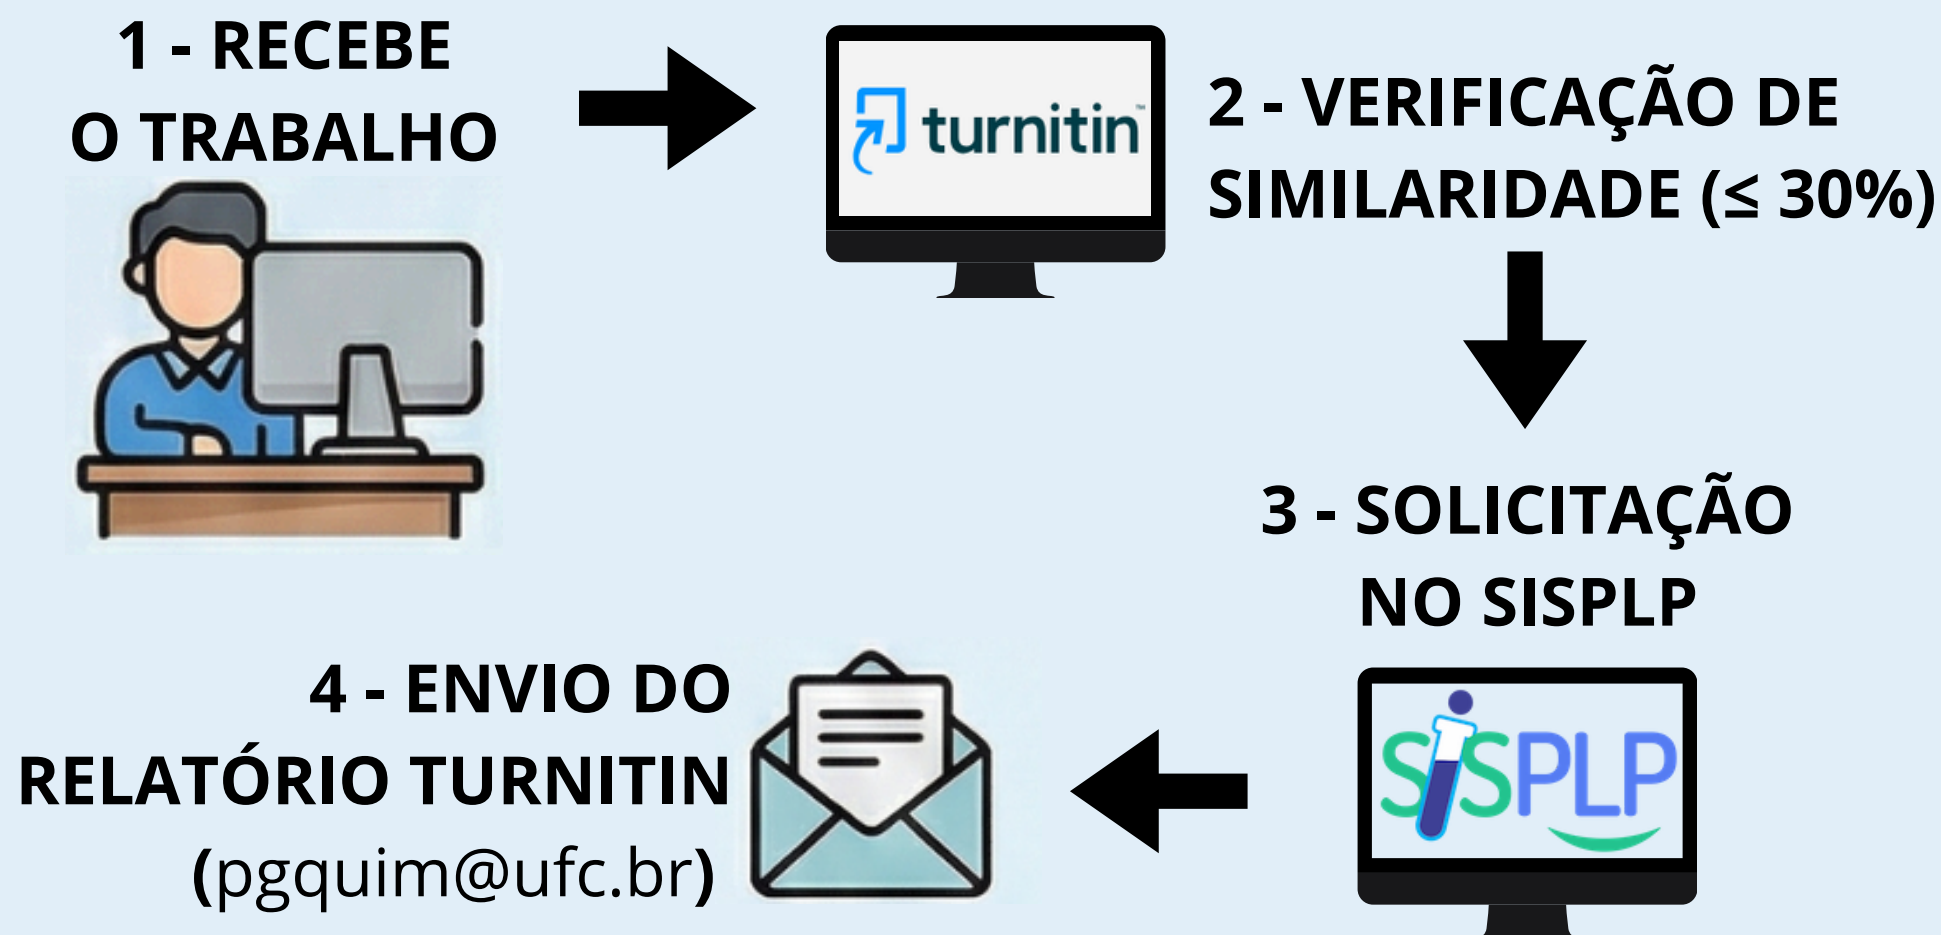 1 - RECEBE
O TRABALHO
turnitin™
2 - VERIFICAÇÃO DE
SIMILARIDADE (≤ 30%)
3 - SOLICITAÇÃO
NO SISPLP
SiSPLP
4 - ENVIO DO
RELATÓRIO TURNITIN
(pgquim@ufc.br)